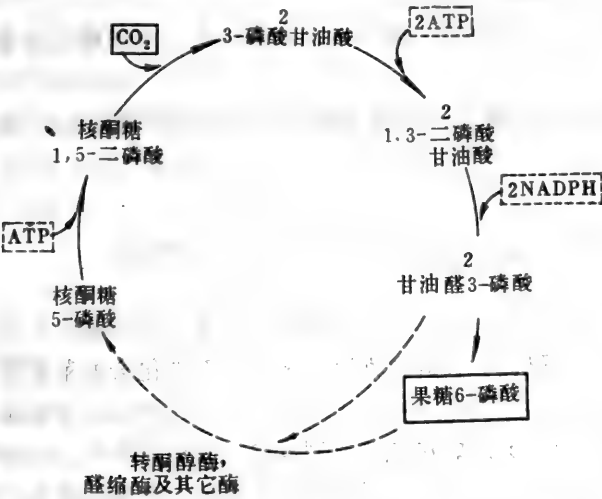 2
3-磷酸甘油酸
2ATP
CO₂
2
1.3-二磷酸
甘油酸
核酮糖
1,5-二磷酸
2NADPH
ATP
2
甘油醛3-磷酸
核酮糖
5-磷酸
果糖6-磷酸
转酮醇酶,
醛缩酶及其它酶